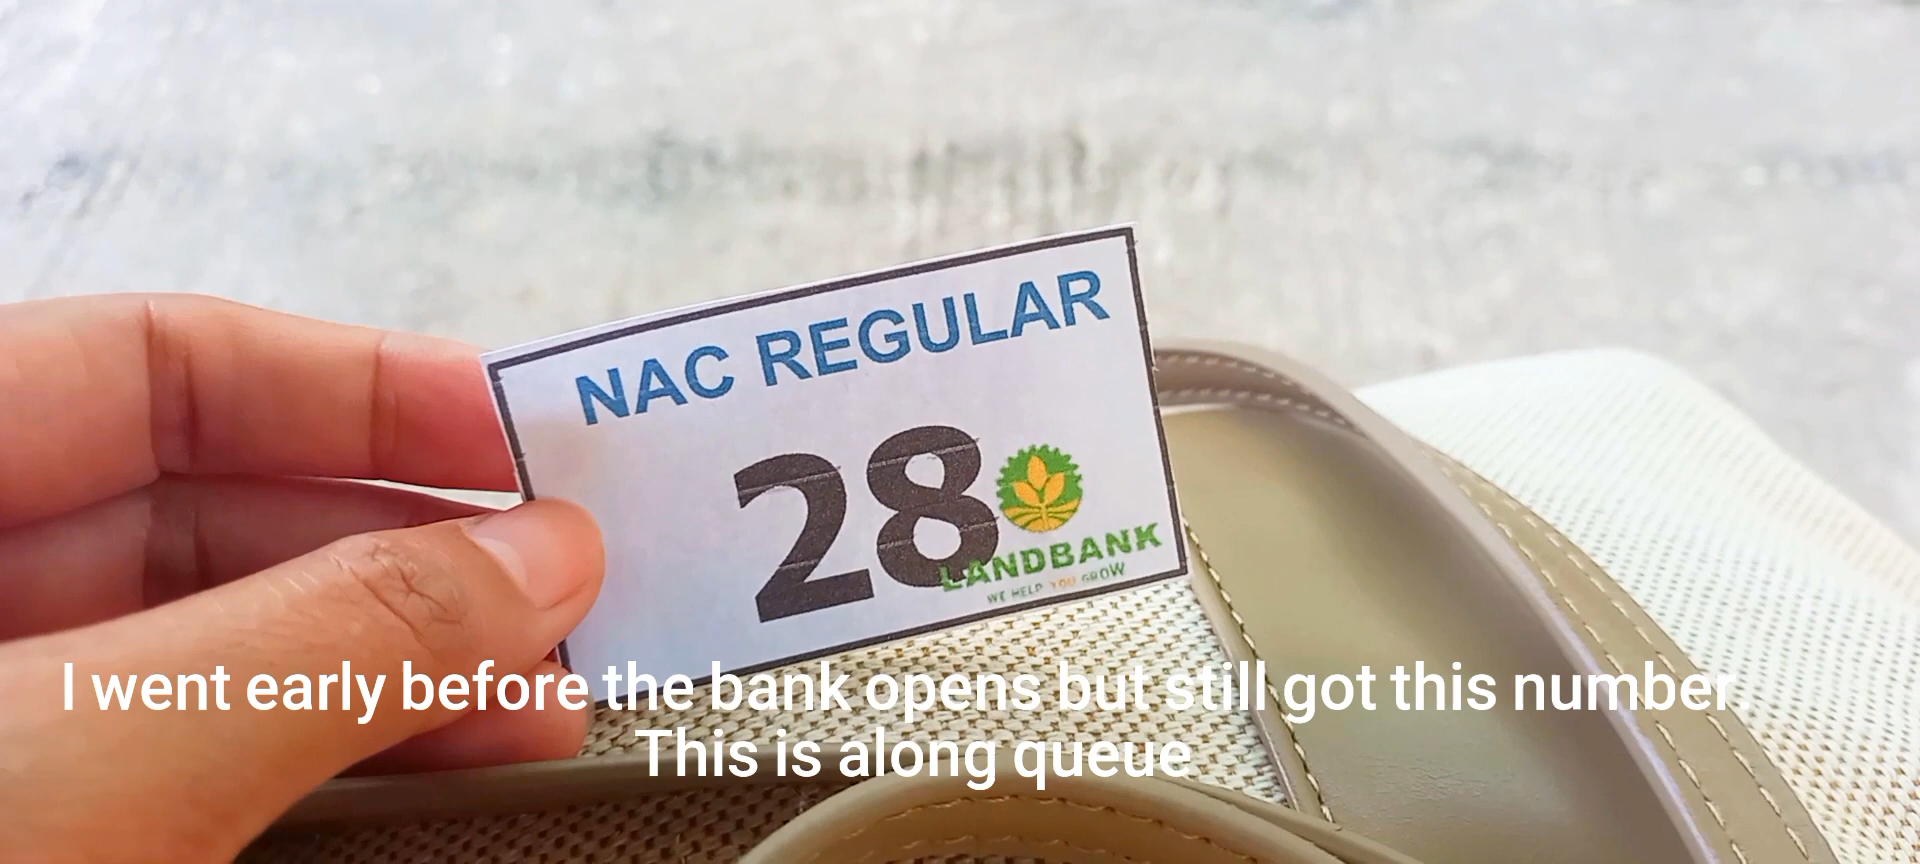 NAC REGULAR
28
LANDBANK
WE HELP YOU GROW
I went early before the bank opens but still got this number.
This is along queue